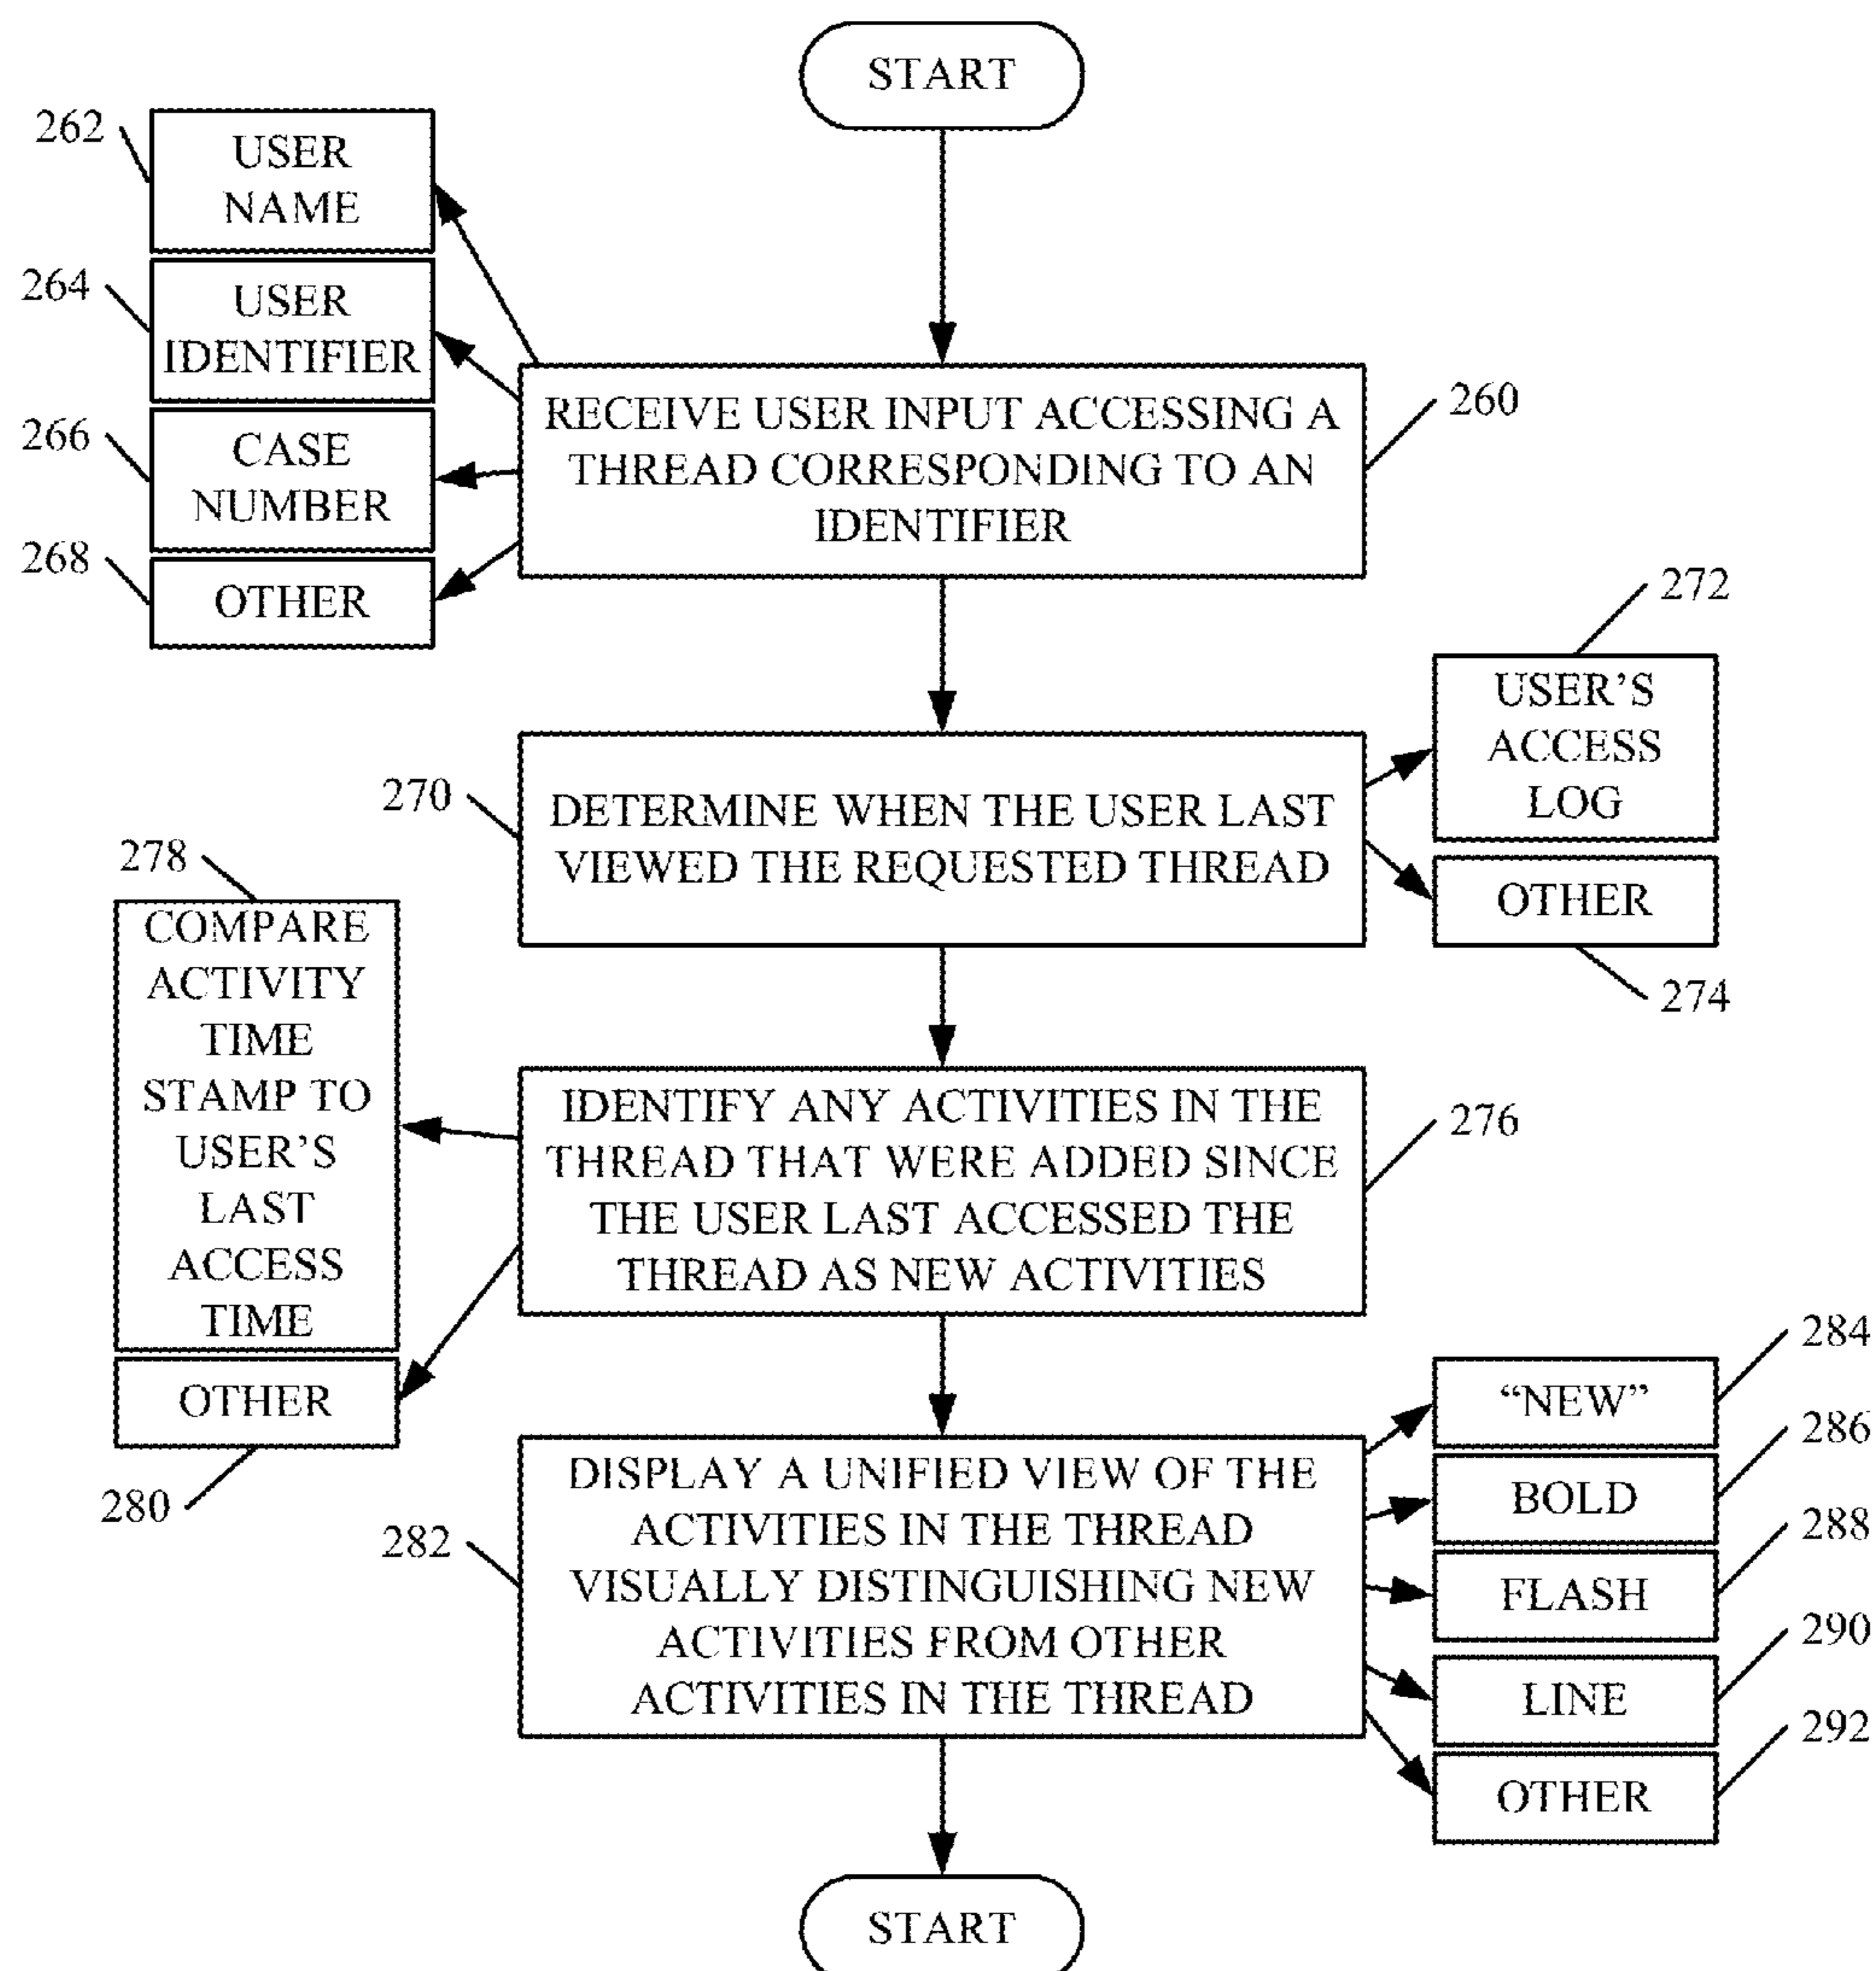 START
262
USER
NAME
264
USER
IDENTIFIER
266
CASE
NUMBER
268
OTHER
RECEIVE USER INPUT ACCESSING A
THREAD CORRESPONDING TO AN
IDENTIFIER
260
272
USER’S
ACCESS
LOG
270
DETERMINE WHEN THE USER LAST
VIEWED THE REQUESTED THREAD
OTHER
274
278
COMPARE
ACTIVITY
TIME
STAMP TO
USER’S
LAST
ACCESS
TIME
OTHER
280
IDENTIFY ANY ACTIVITIES IN THE
THREAD THAT WERE ADDED SINCE
THE USER LAST ACCESSED THE
THREAD AS NEW ACTIVITIES
276
282
DISPLAY A UNIFIED VIEW OF THE
ACTIVITIES IN THE THREAD
VISUALLY DISTINGUISHING NEW
ACTIVITIES FROM OTHER
ACTIVITIES IN THE THREAD
“NEW”
284
BOLD
286
FLASH
288
LINE
290
OTHER
292
START